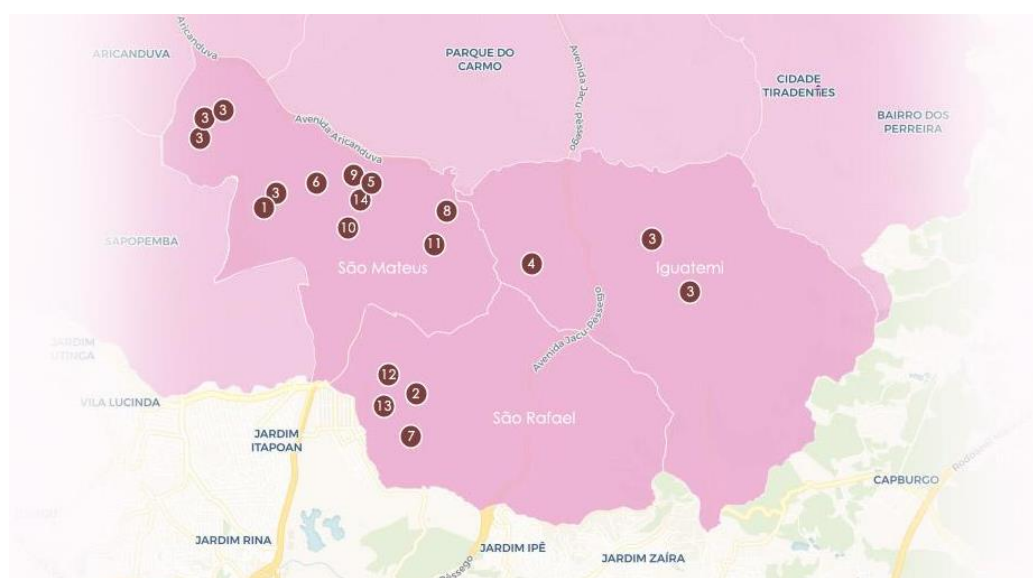 Aricanduva
ARICANDUVA
PARQUE DO
CARMO
Avenida Jacu-Pêssego
CIDADE
TIRADENTES
BAIRRO DOS
PERREIRA
3
3
3
Avenida Aricanduva
9
6
5
3
14
1
8
10
11
3
SAPOPEMBA
4
São Mateus
Iguatemi
3
Avenida Jacu-Pêssego
JARDIM
UTINGA
12
2
VILA LUCINDA
13
São Rafael
7
JARDIM
ITAPOAN
CAPBURGO
JARDIM RINA
JARDIM IPÊ
JARDIM ZAÍRA